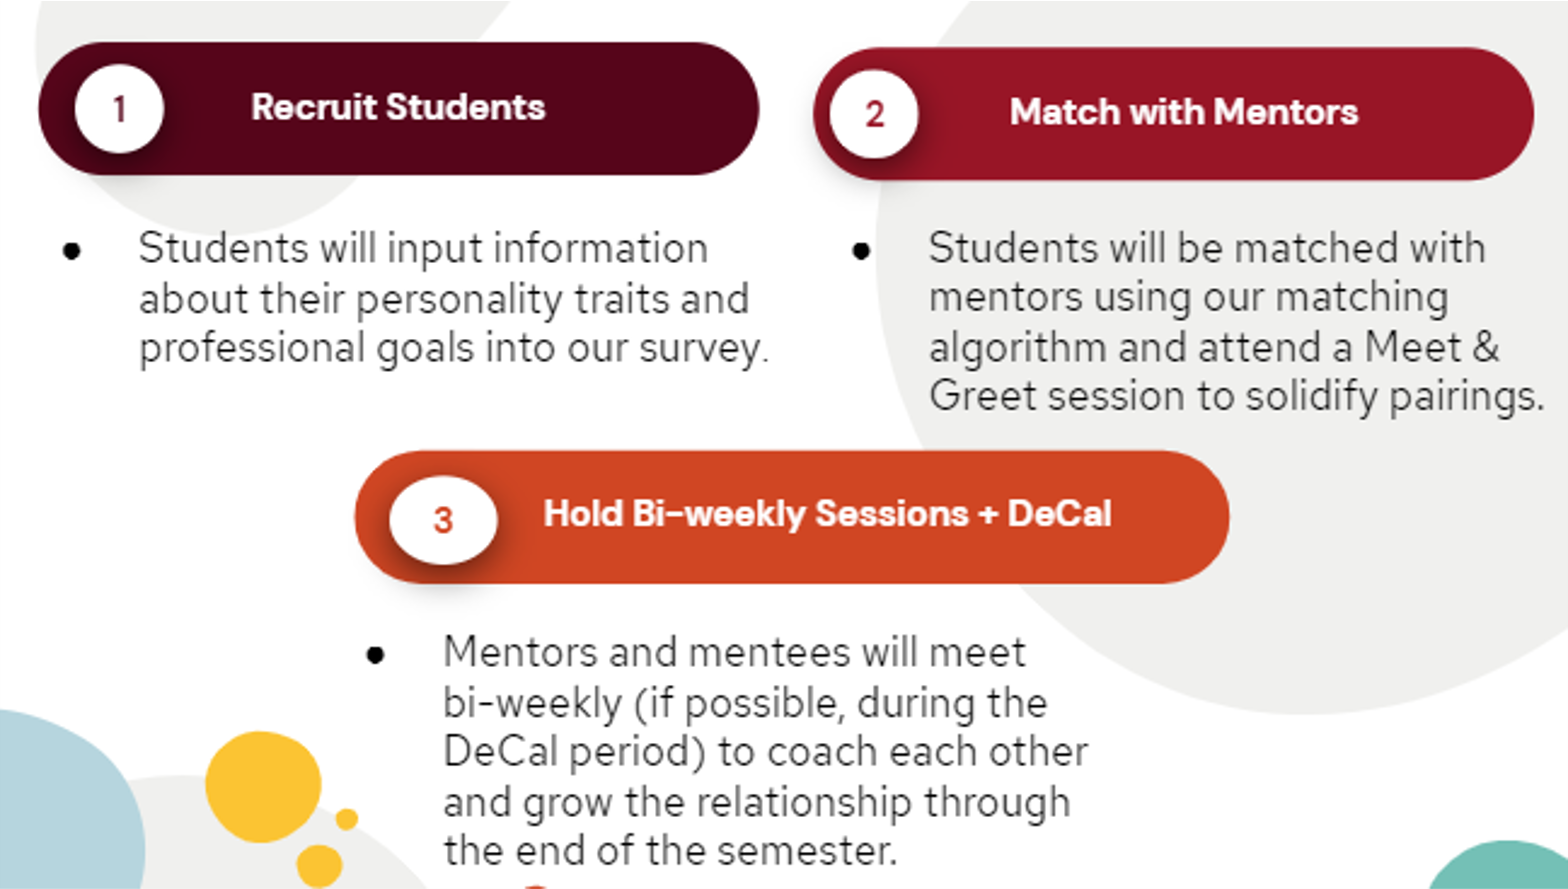 1
Recruit Students
● Students will input information
about their personality traits and
professional goals into our survey.
2
Match with Mentors
● Students will be matched with
mentors using our matching
algorithm and attend a Meet &
Greet session to solidify pairings.
3
Hold Bi-weekly Sessions + DeCal
● Mentors and mentees will meet
bi-weekly (if possible, during the
DeCal period) to coach each other
and grow the relationship through
the end of the semester.